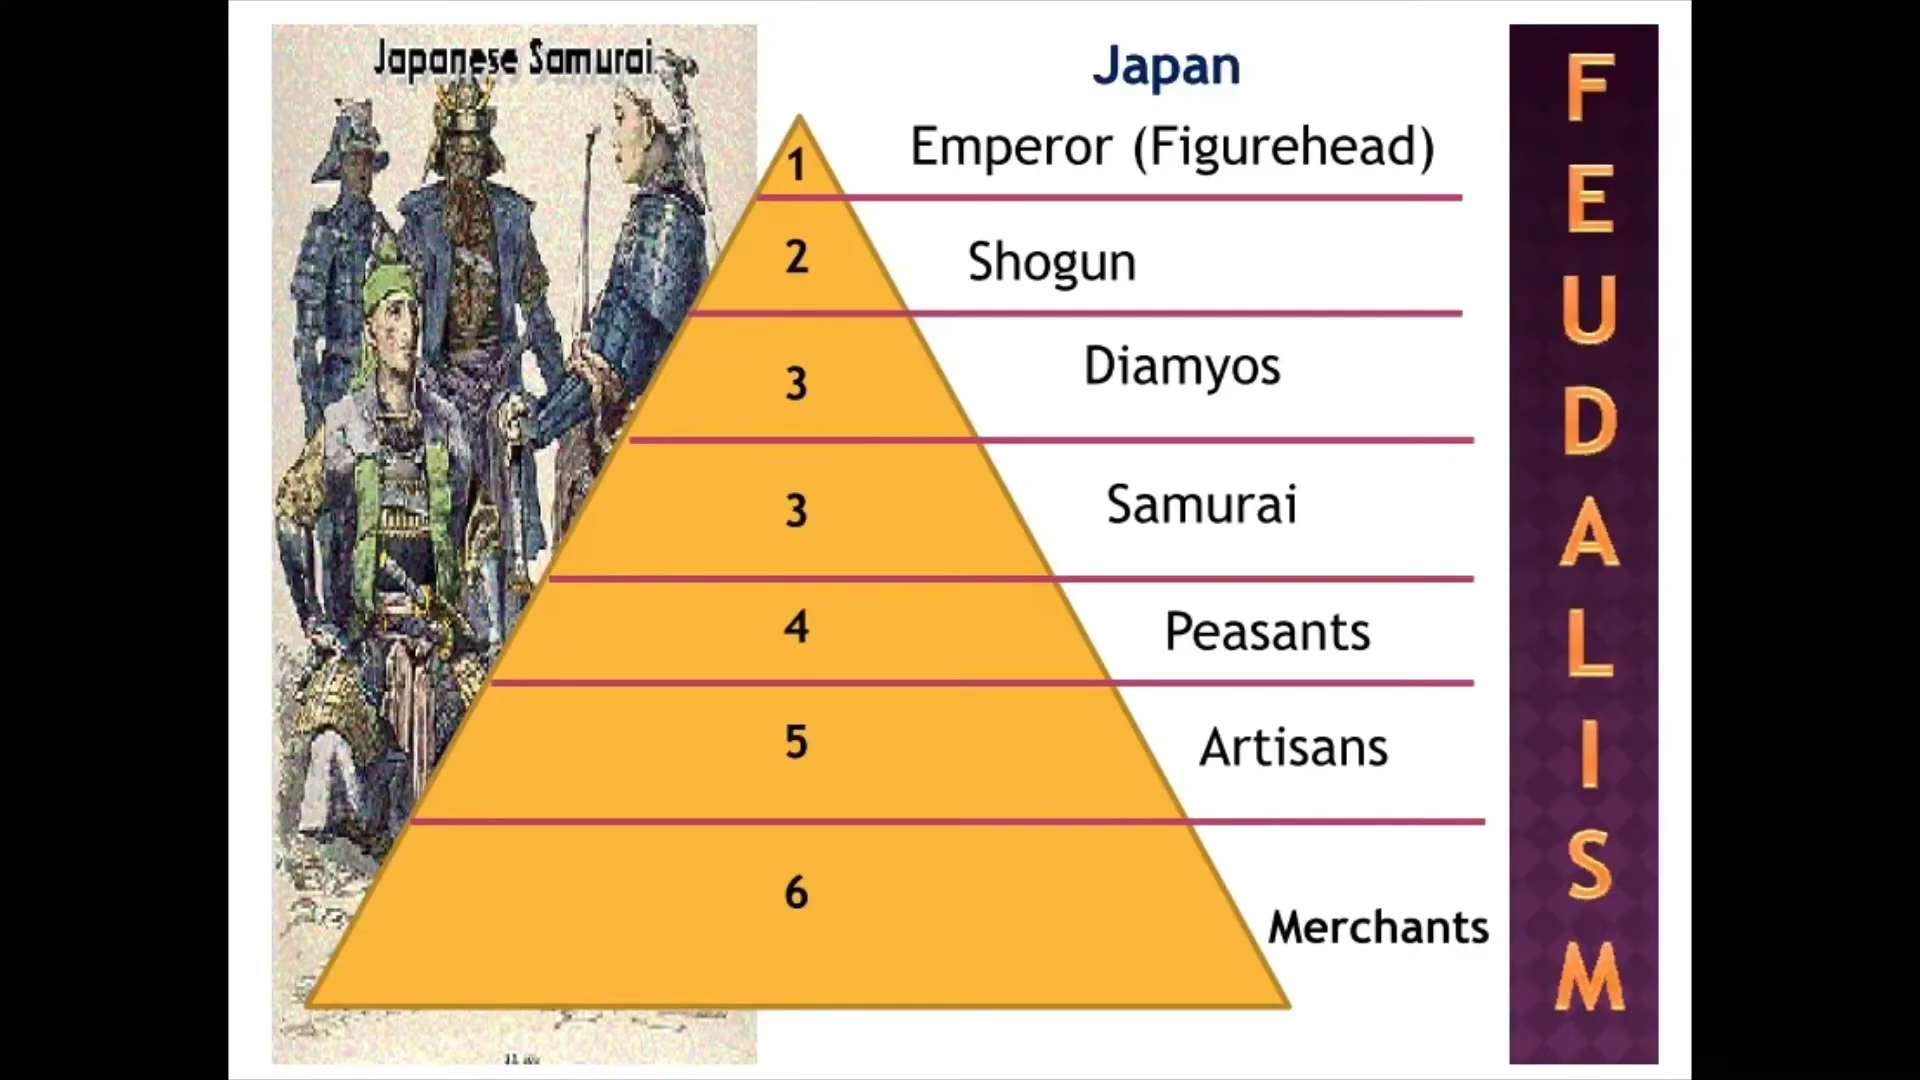 Japanese Samurai
Japan
1
Emperor (Figurehead)
2
Shogun
3
Diamyos
3
Samurai
4
Peasants
5
Artisans
6
Merchants
FEUDALISM